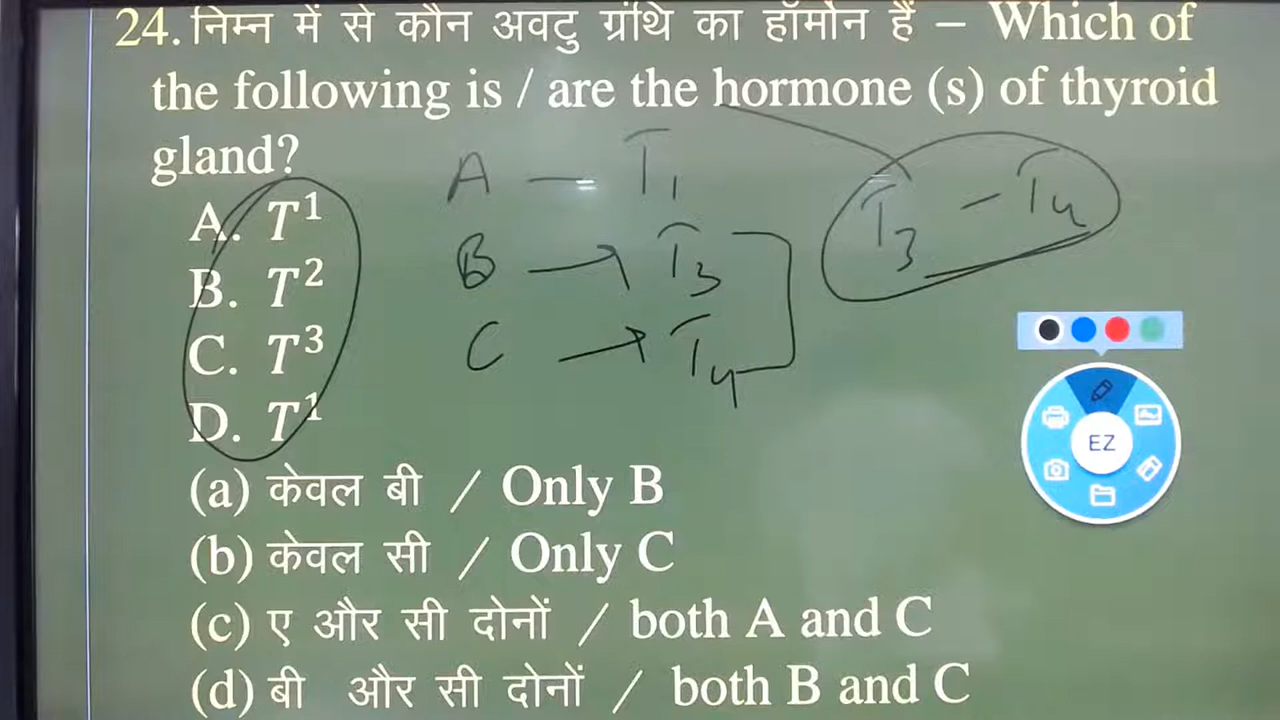 24. निम्न में से कौन अवटु ग्रंथि का हॉर्मोन हैं – Which of
the following is / are the hormone (s) of thyroid
gland?
A. T¹
B. T²
C. T³
D. T¹
A — T₁
B → T₃
C → T₄
T₃ – T₄
EZ
(a) केवल बी / Only B
(b) केवल सी / Only C
(c) ए और सी दोनों / both A and C
(d) बी और सी दोनों / both B and C